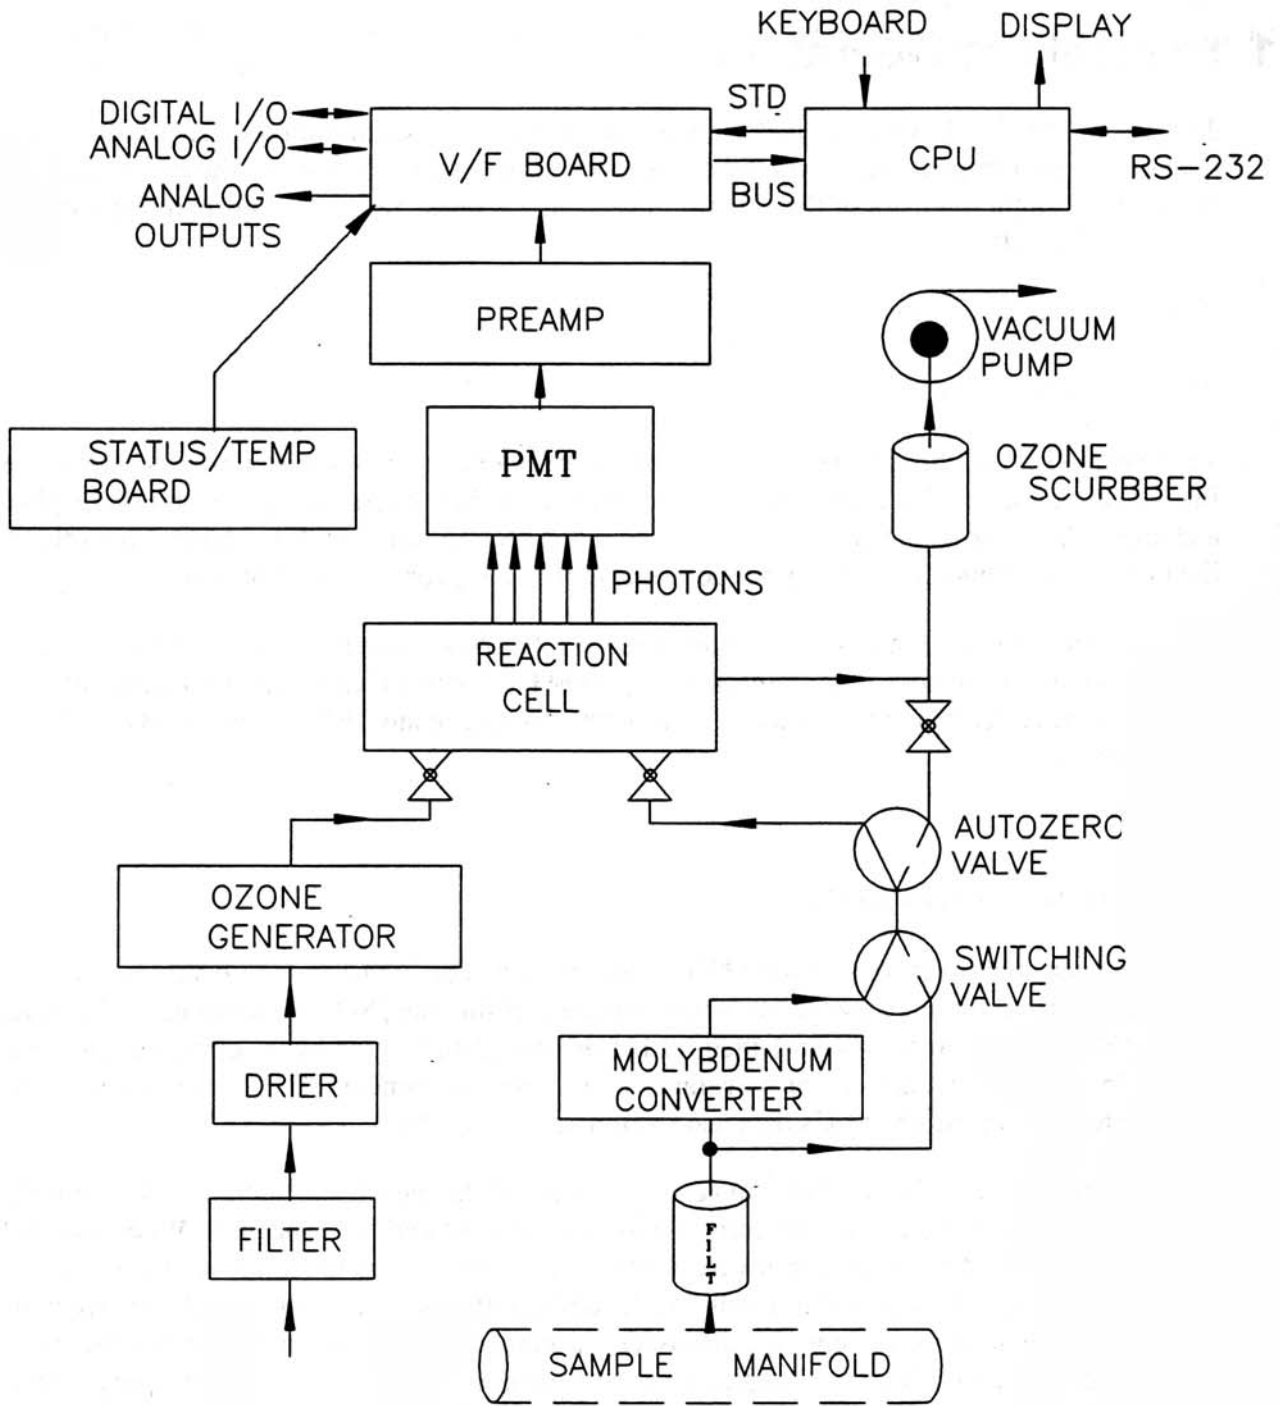 KEYBOARD
DISPLAY
DIGITAL I/O
ANALOG I/O
ANALOG
OUTPUTS
V/F BOARD
STD
BUS
CPU
RS-232
PREAMP
VACUUM
PUMP
STATUS/TEMP
BOARD
PMT
OZONE
SCURBBER
PHOTONS
REACTION
CELL
AUTOZERO
VALVE
OZONE
GENERATOR
SWITCHING
VALVE
MOLYBDENUM
CONVERTER
DRIER
FILTER
FILT
SAMPLE MANIFOLD